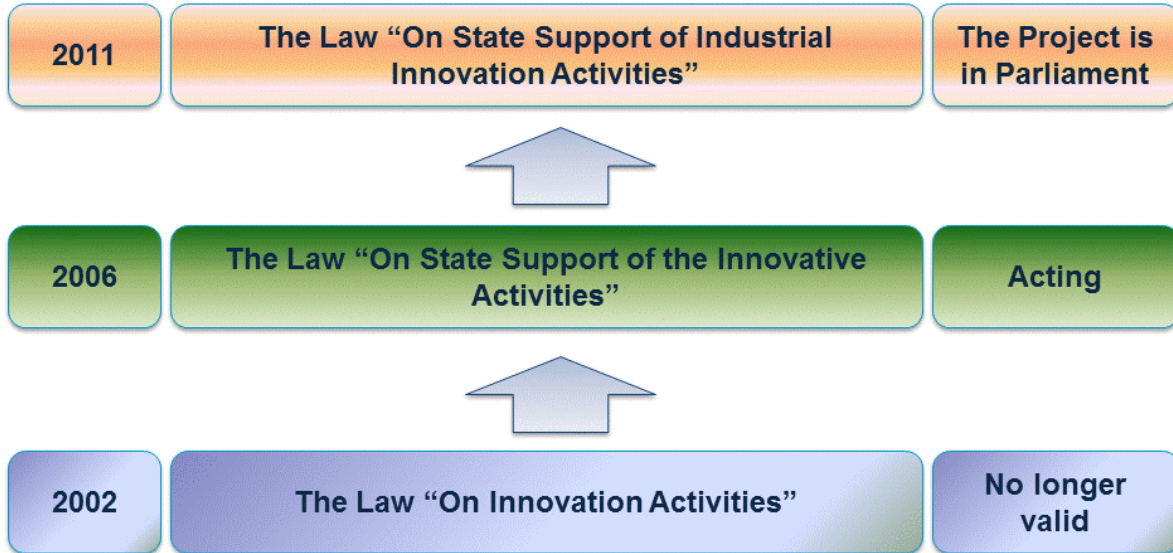 2011
The Law “On State Support of Industrial
Innovation Activities”
The Project is
in Parliament
2006
The Law “On State Support of the Innovative
Activities”
Acting
2002
The Law “On Innovation Activities”
No longer
valid